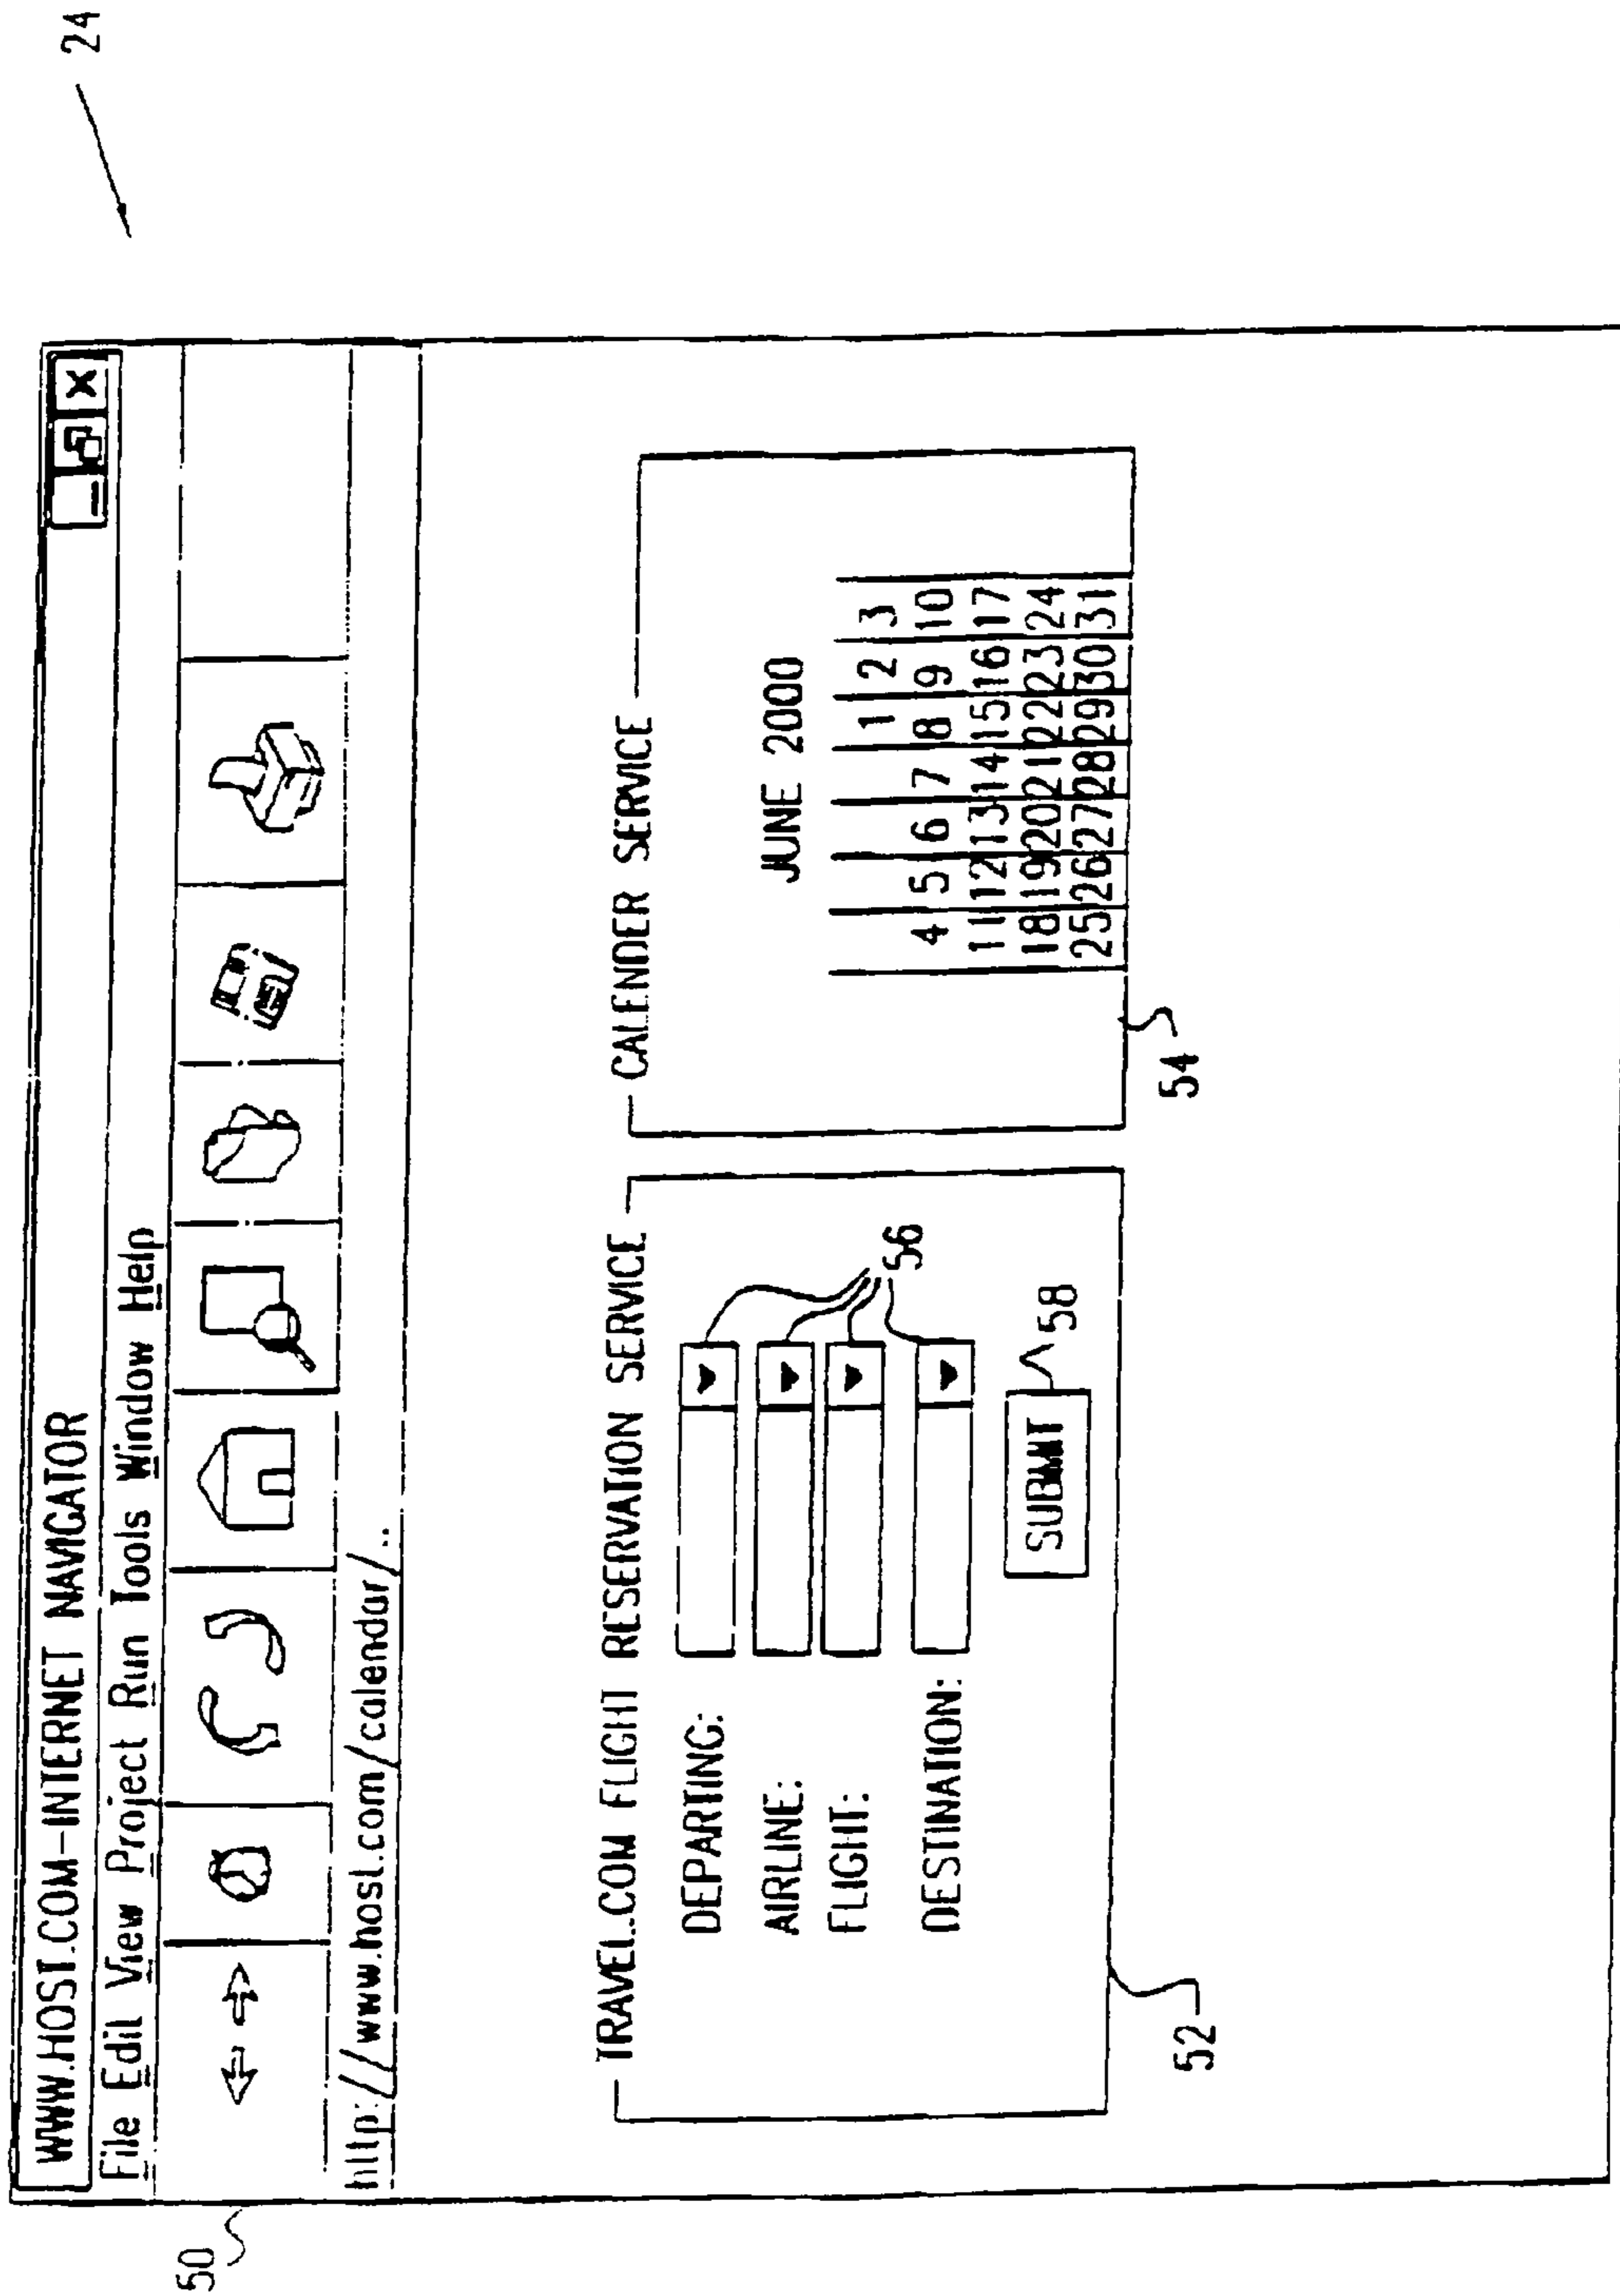 24
50
WWW.HOST.COM-INTERNET NAVIGATOR
File Edit View Project Run Tools Window Help
http://www.host.com/calendar/..
TRAVEL.COM FLIGHT RESERVATION SERVICE
DEPARTING:
AIRLINE:
FLIGHT:
DESTINATION:
56
SUBMIT
58
52
CALENDER SERVICE
JUNE 2000
1 2 3
4 5 6 7 8 9 10
11 12 13 14 15 16 17
18 19 20 21 22 23 24
25 26 27 28 29 30 31
54